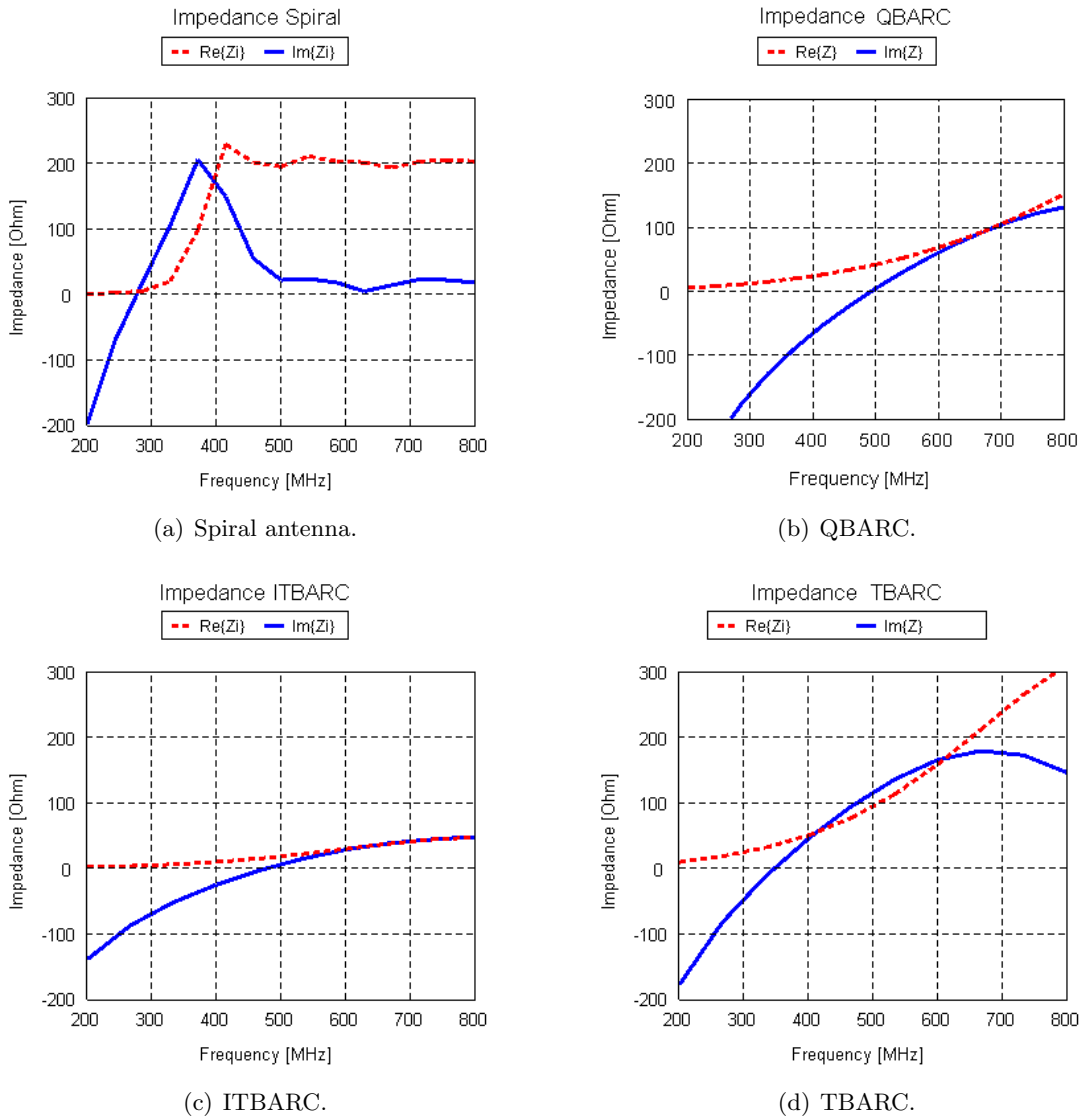 Impedance Spiral
Re{Zi} Im{Zi}
300
200
100
0
-100
-200
200 300 400 500 600 700 800
Impedance [Ohm]
Frequency [MHz]
(a) Spiral antenna.
Impedance QBARC
Re{Z} Im{Z}
300
200
100
0
-100
-200
200 300 400 500 600 700 800
Impedance [Ohm]
Frequency [MHz]
(b) QBARC.
Impedance ITBARC
Re{Zi} Im{Zi}
300
200
100
0
-100
-200
200 300 400 500 600 700 800
Impedance [Ohm]
Frequency [MHz]
(c) ITBARC.
Impedance TBARC
Re{Zi} Im{Z}
300
200
100
0
-100
-200
200 300 400 500 600 700 800
Impedance [Ohm]
Frequency [MHz]
(d) TBARC.